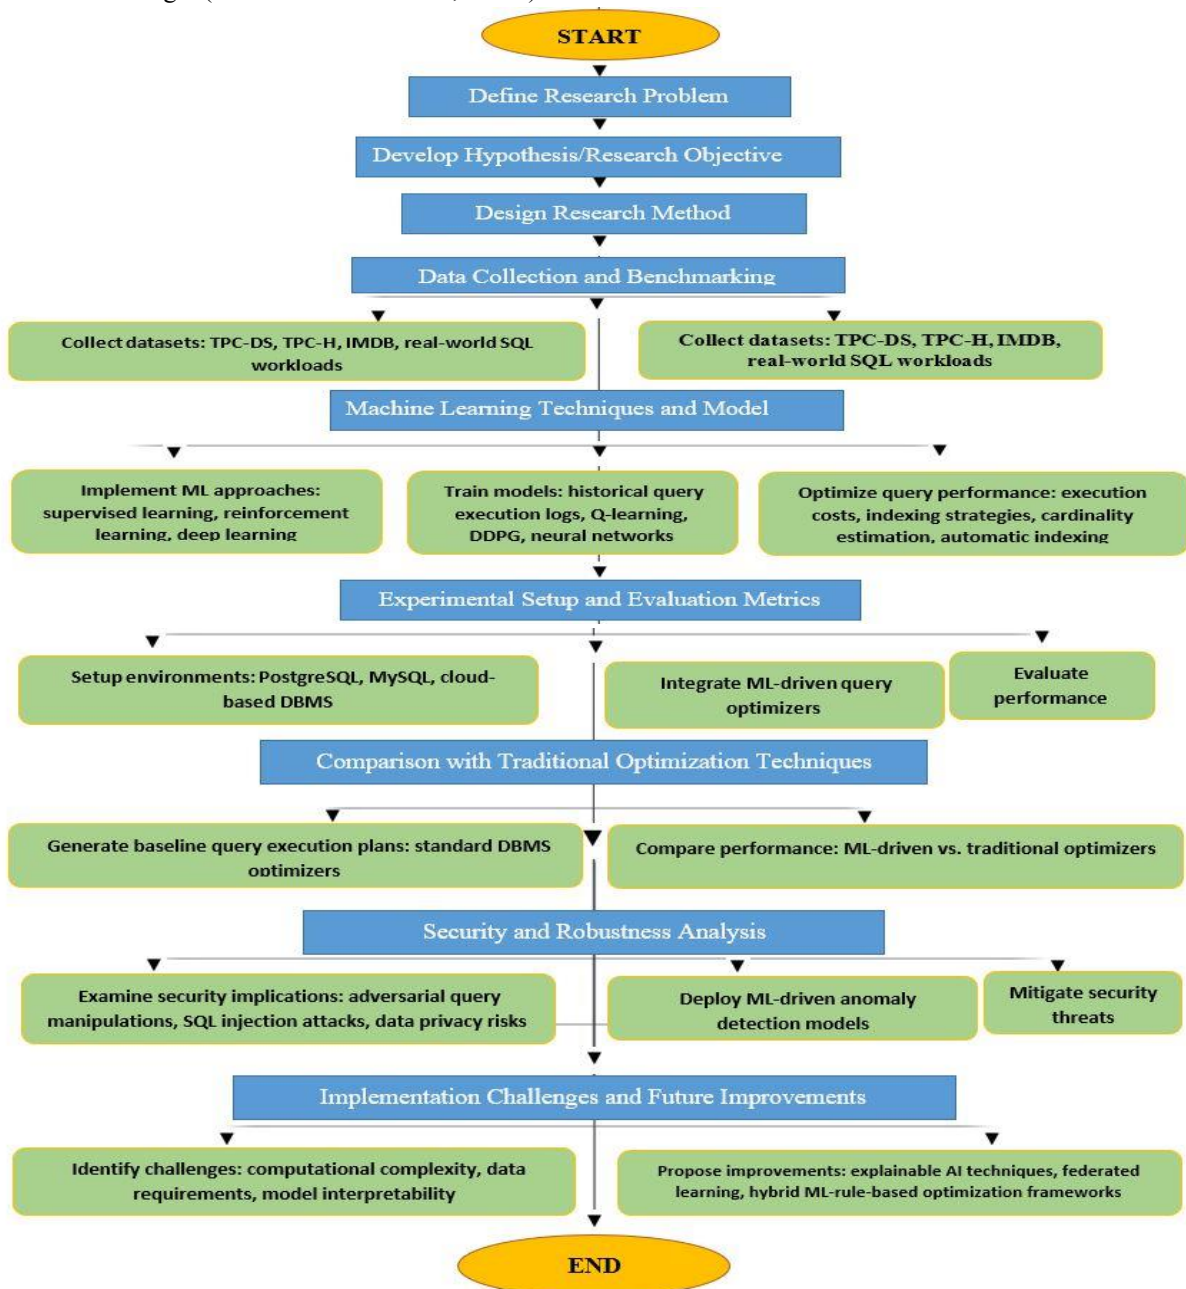 START
Define Research Problem
Develop Hypothesis/Research Objective
Design Research Method
Data Collection and Benchmarking
Collect datasets: TPC-DS, TPC-H, IMDB, real-world SQL
workloads
Collect datasets: TPC-DS, TPC-H, IMDB,
real-world SQL workloads
Machine Learning Techniques and Model
Implement ML approaches:
supervised learning, reinforcement
learning, deep learning
Train models: historical query
execution logs, Q-learning,
DDPG, neural networks
Optimize query performance: execution
costs, indexing strategies, cardinality
estimation, automatic indexing
Experimental Setup and Evaluation Metrics
Setup environments: PostgreSQL, MySQL, cloud-
based DBMS
Integrate ML-driven query
optimizers
Evaluate
performance
Comparison with Traditional Optimization Techniques
Generate baseline query execution plans: standard DBMS
optimizers
Compare performance: ML-driven vs. traditional optimizers
Security and Robustness Analysis
Examine security implications: adversarial query
manipulations, SQL injection attacks, data privacy risks
Deploy ML-driven anomaly
detection models
Mitigate security
threats
Implementation Challenges and Future Improvements
Identify challenges: computational complexity, data
requirements, model interpretability
Propose improvements: explainable AI techniques, federated
learning, hybrid ML-rule-based optimization frameworks
END